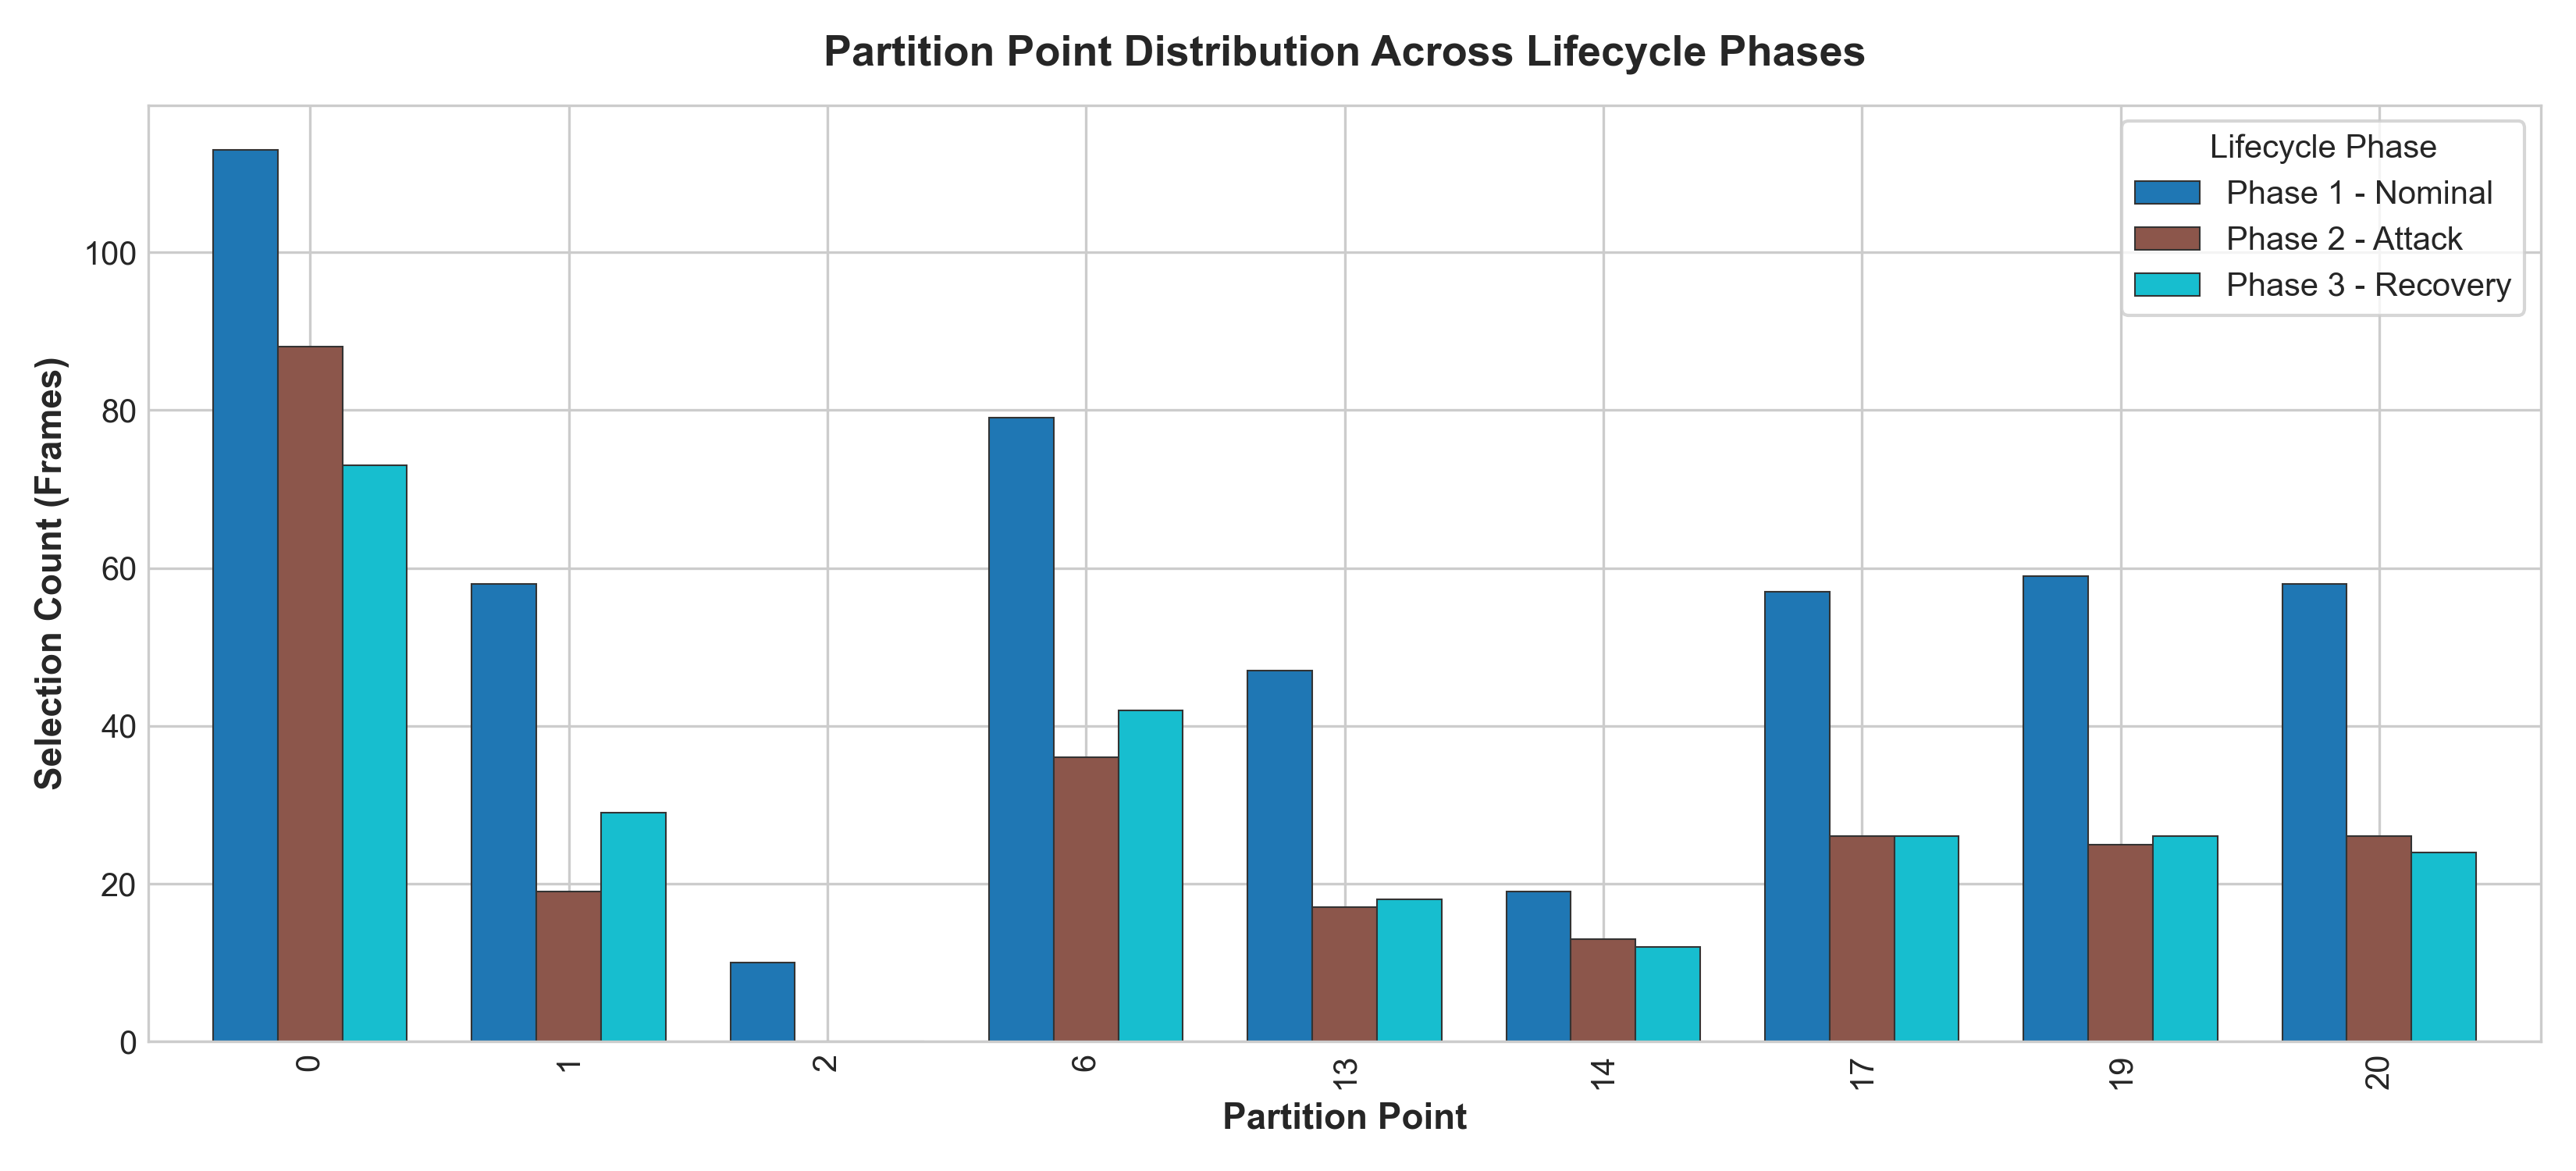 Partition Point Distribution Across Lifecycle Phases
Lifecycle Phase
Phase 1 - Nominal
Phase 2 - Attack
Phase 3 - Recovery
Selection Count (Frames)
100
80
60
40
20
0
0 1 2 6 13 14 17 19 20
Partition Point